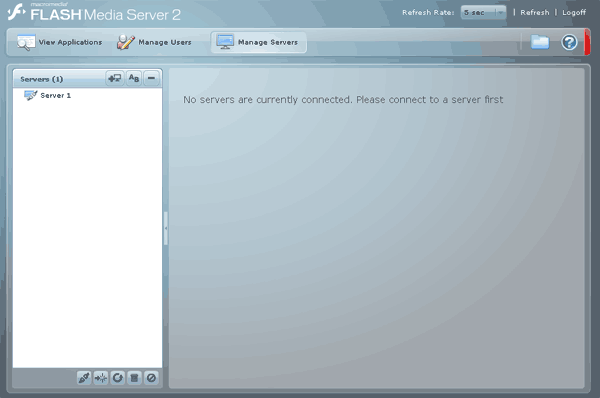 macromedia
FLASH Media Server 2
Refresh Rate: 5 sec | Refresh | Logoff
View Applications
Manage Users
Manage Servers
Servers (1)
AB
Server 1
No servers are currently connected. Please connect to a server first